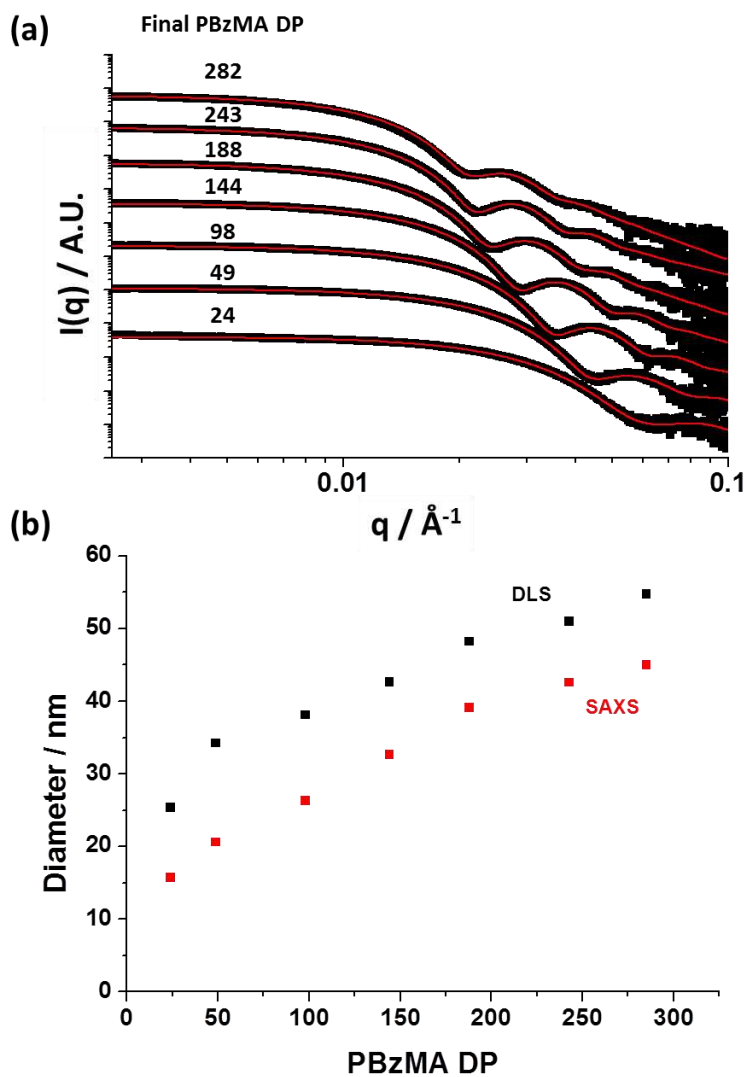 (a)
Final PBzMA DP
282
243
188
144
98
49
24
I(q) / A.U.
0.01
0.1
q / Å⁻¹
(b)
60
50
40
30
20
10
0
DLS
SAXS
Diameter / nm
0 50 100 150 200 250 300
PBzMA DP